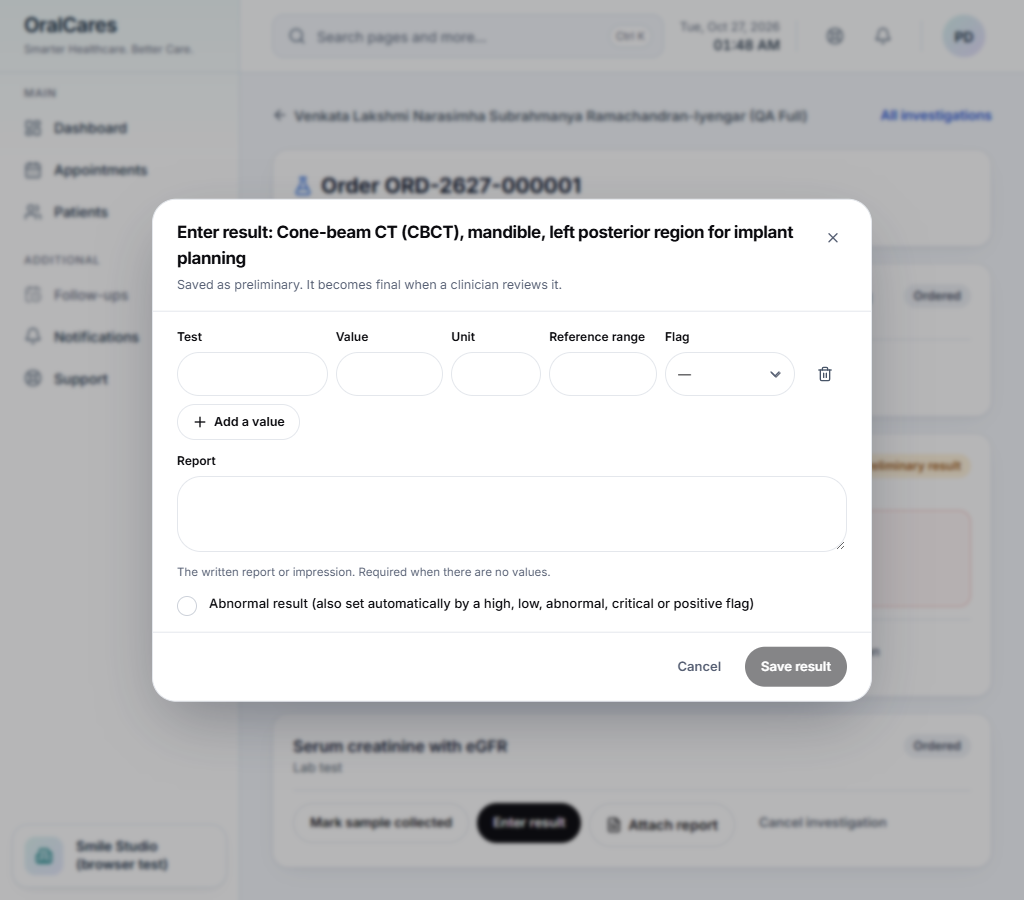 OralCares
Smarter Healthcare. Better Care.
Search pages and more...
Ctrl K
Tue, Oct 27, 2026
01:48 AM
PD
MAIN
Dashboard
Appointments
Patients
ADDITIONAL
Follow-ups
Notifications
Support
Venkata Lakshmi Narasimha Subrahmanya Ramachandran-Iyengar (QA Full)
All investigations
Order ORD-2627-000001
Ordered
Enter result: Cone-beam CT (CBCT), mandible, left posterior region for implant
planning
Saved as preliminary. It becomes final when a clinician reviews it.
Test
Value
Unit
Reference range
Flag
—
Add a value
Report
The written report or impression. Required when there are no values.
Abnormal result (also set automatically by a high, low, abnormal, critical or positive flag)
Cancel
Save result
result
Serum creatinine with eGFR
Ordered
Lab test
Mark sample collected
Enter result
Attach report
Cancel investigation
Smile Studio
(browser test)